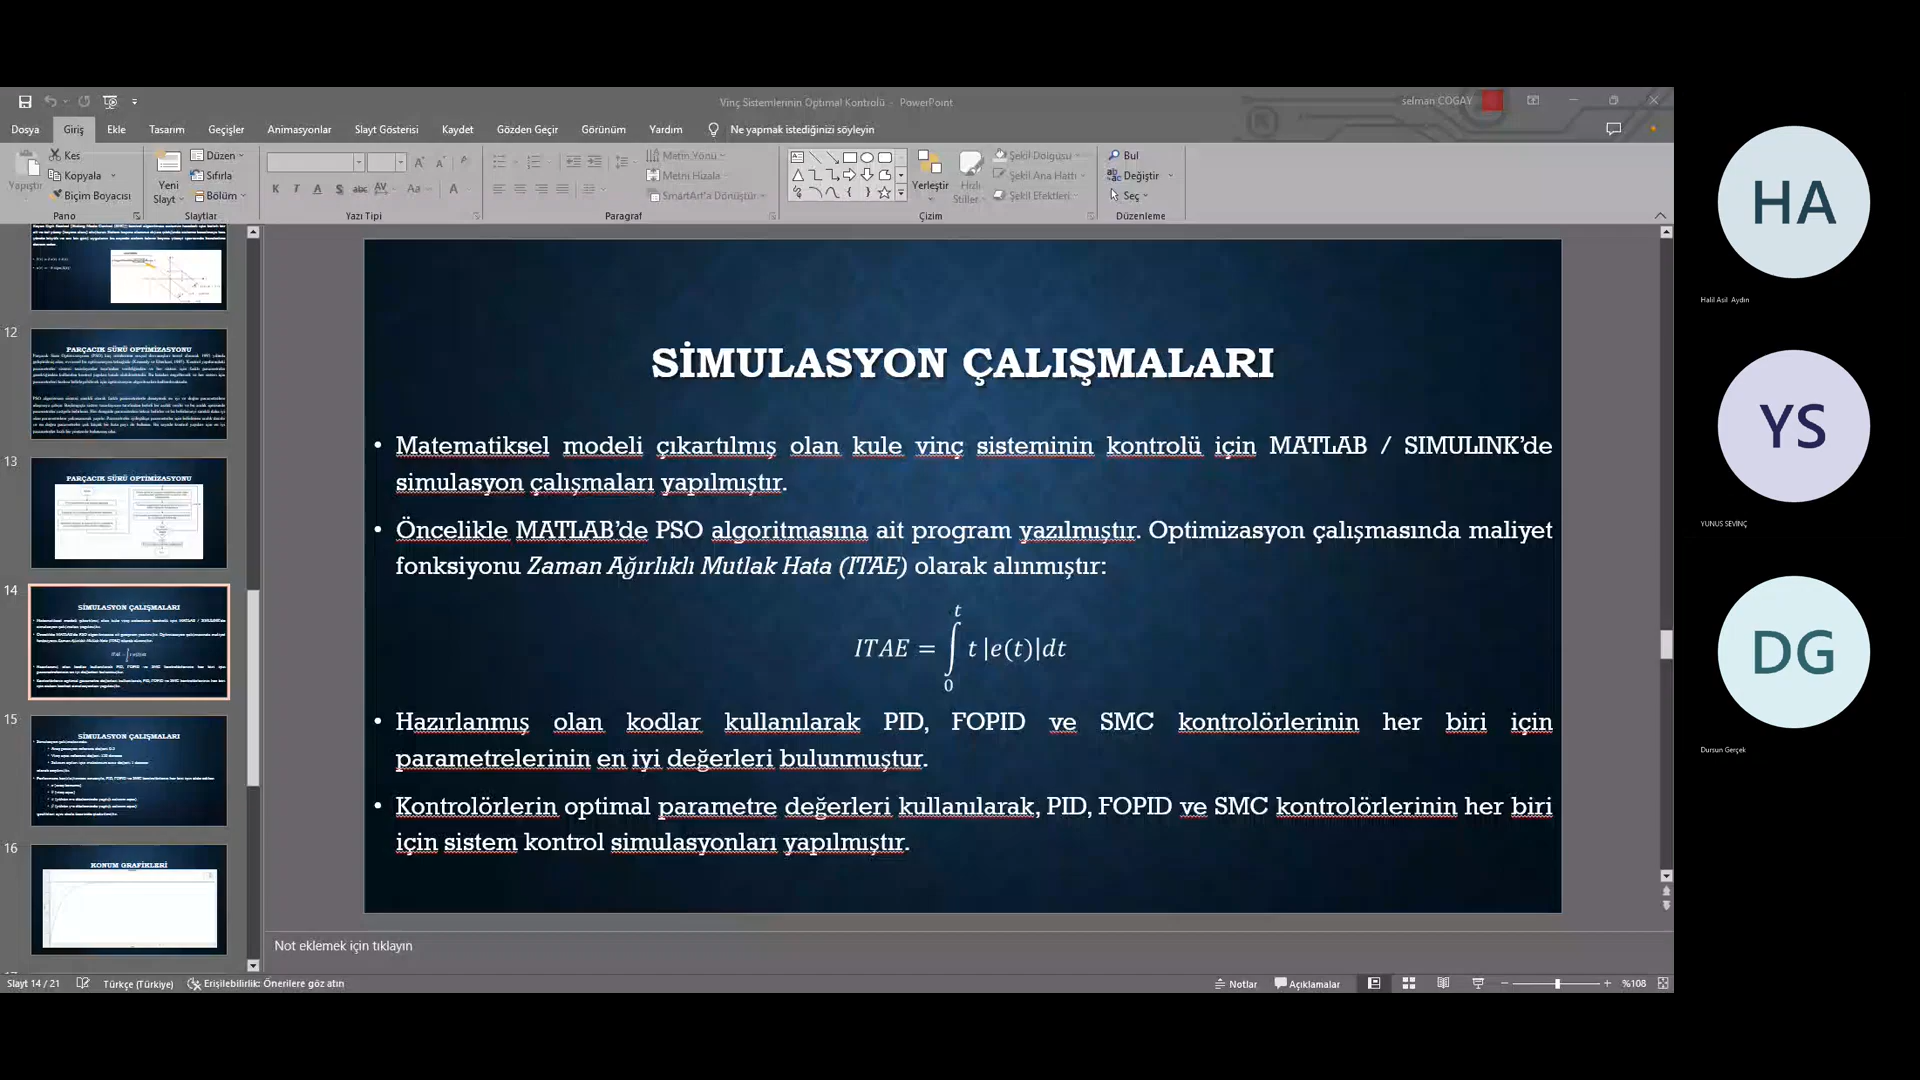 Vinç Sistemlerinin Optimal Kontrolü - PowerPoint
selman COGAY
Dosya Giriş Ekle Tasarım Geçişler Animasyonlar Slayt Gösterisi Kaydet Gözden Geçir Görünüm Yardım Ne yapmak istediğinizi söyleyin
Yapıştır
Kes
Kopyala
Biçim Boyacısı
Pano
Yeni Slayt
Düzen
Sıfırla
Bölüm
Slaytlar
Yazı Tipi
Metin Yönü
Metni Hizala
SmartArt'a Dönüştür
Paragraf
Yerleştir
Hızlı Stiller
Şekil Dolgusu
Şekil Ana Hattı
Şekil Efektleri
Çizim
Bul
Değiştir
Seç
Düzenleme
12
PARÇACIK SÜRÜ OPTİMİZASYONU
13
PARÇACIK SÜRÜ OPTİMİZASYONU
14
SİMULASYON ÇALIŞMALARI
15
SİMULASYON ÇALIŞMALARI
16
KONUM GRAFİKLERİ
SİMULASYON ÇALIŞMALARI
• Matematiksel modeli çıkartılmış olan kule vinç sisteminin kontrolü için MATLAB / SIMULINK’de
simulasyon çalışmaları yapılmıştır.
• Öncelikle MATLAB’de PSO algoritmasına ait program yazılmıştır. Optimizasyon çalışmasında maliyet
fonksiyonu Zaman Ağırlıklı Mutlak Hata (ITAE) olarak alınmıştır:
ITAE = ∫₀ᵗ t |e(t)|dt
• Hazırlanmış olan kodlar kullanılarak PID, FOPID ve SMC kontrolörlerinin her biri için
parametrelerinin en iyi değerleri bulunmuştur.
• Kontrolörlerin optimal parametre değerleri kullanılarak, PID, FOPID ve SMC kontrolörlerinin her biri
için sistem kontrol simulasyonları yapılmıştır.
Not eklemek için tıklayın
Slayt 14 / 21 Türkçe (Türkiye) Erişilebilirlik: Önerilere göz atın Notlar Açıklamalar %108
HA
Halil Asil Aydın
YS
YUNUS SEVİNÇ
DG
Dursun Gerçek